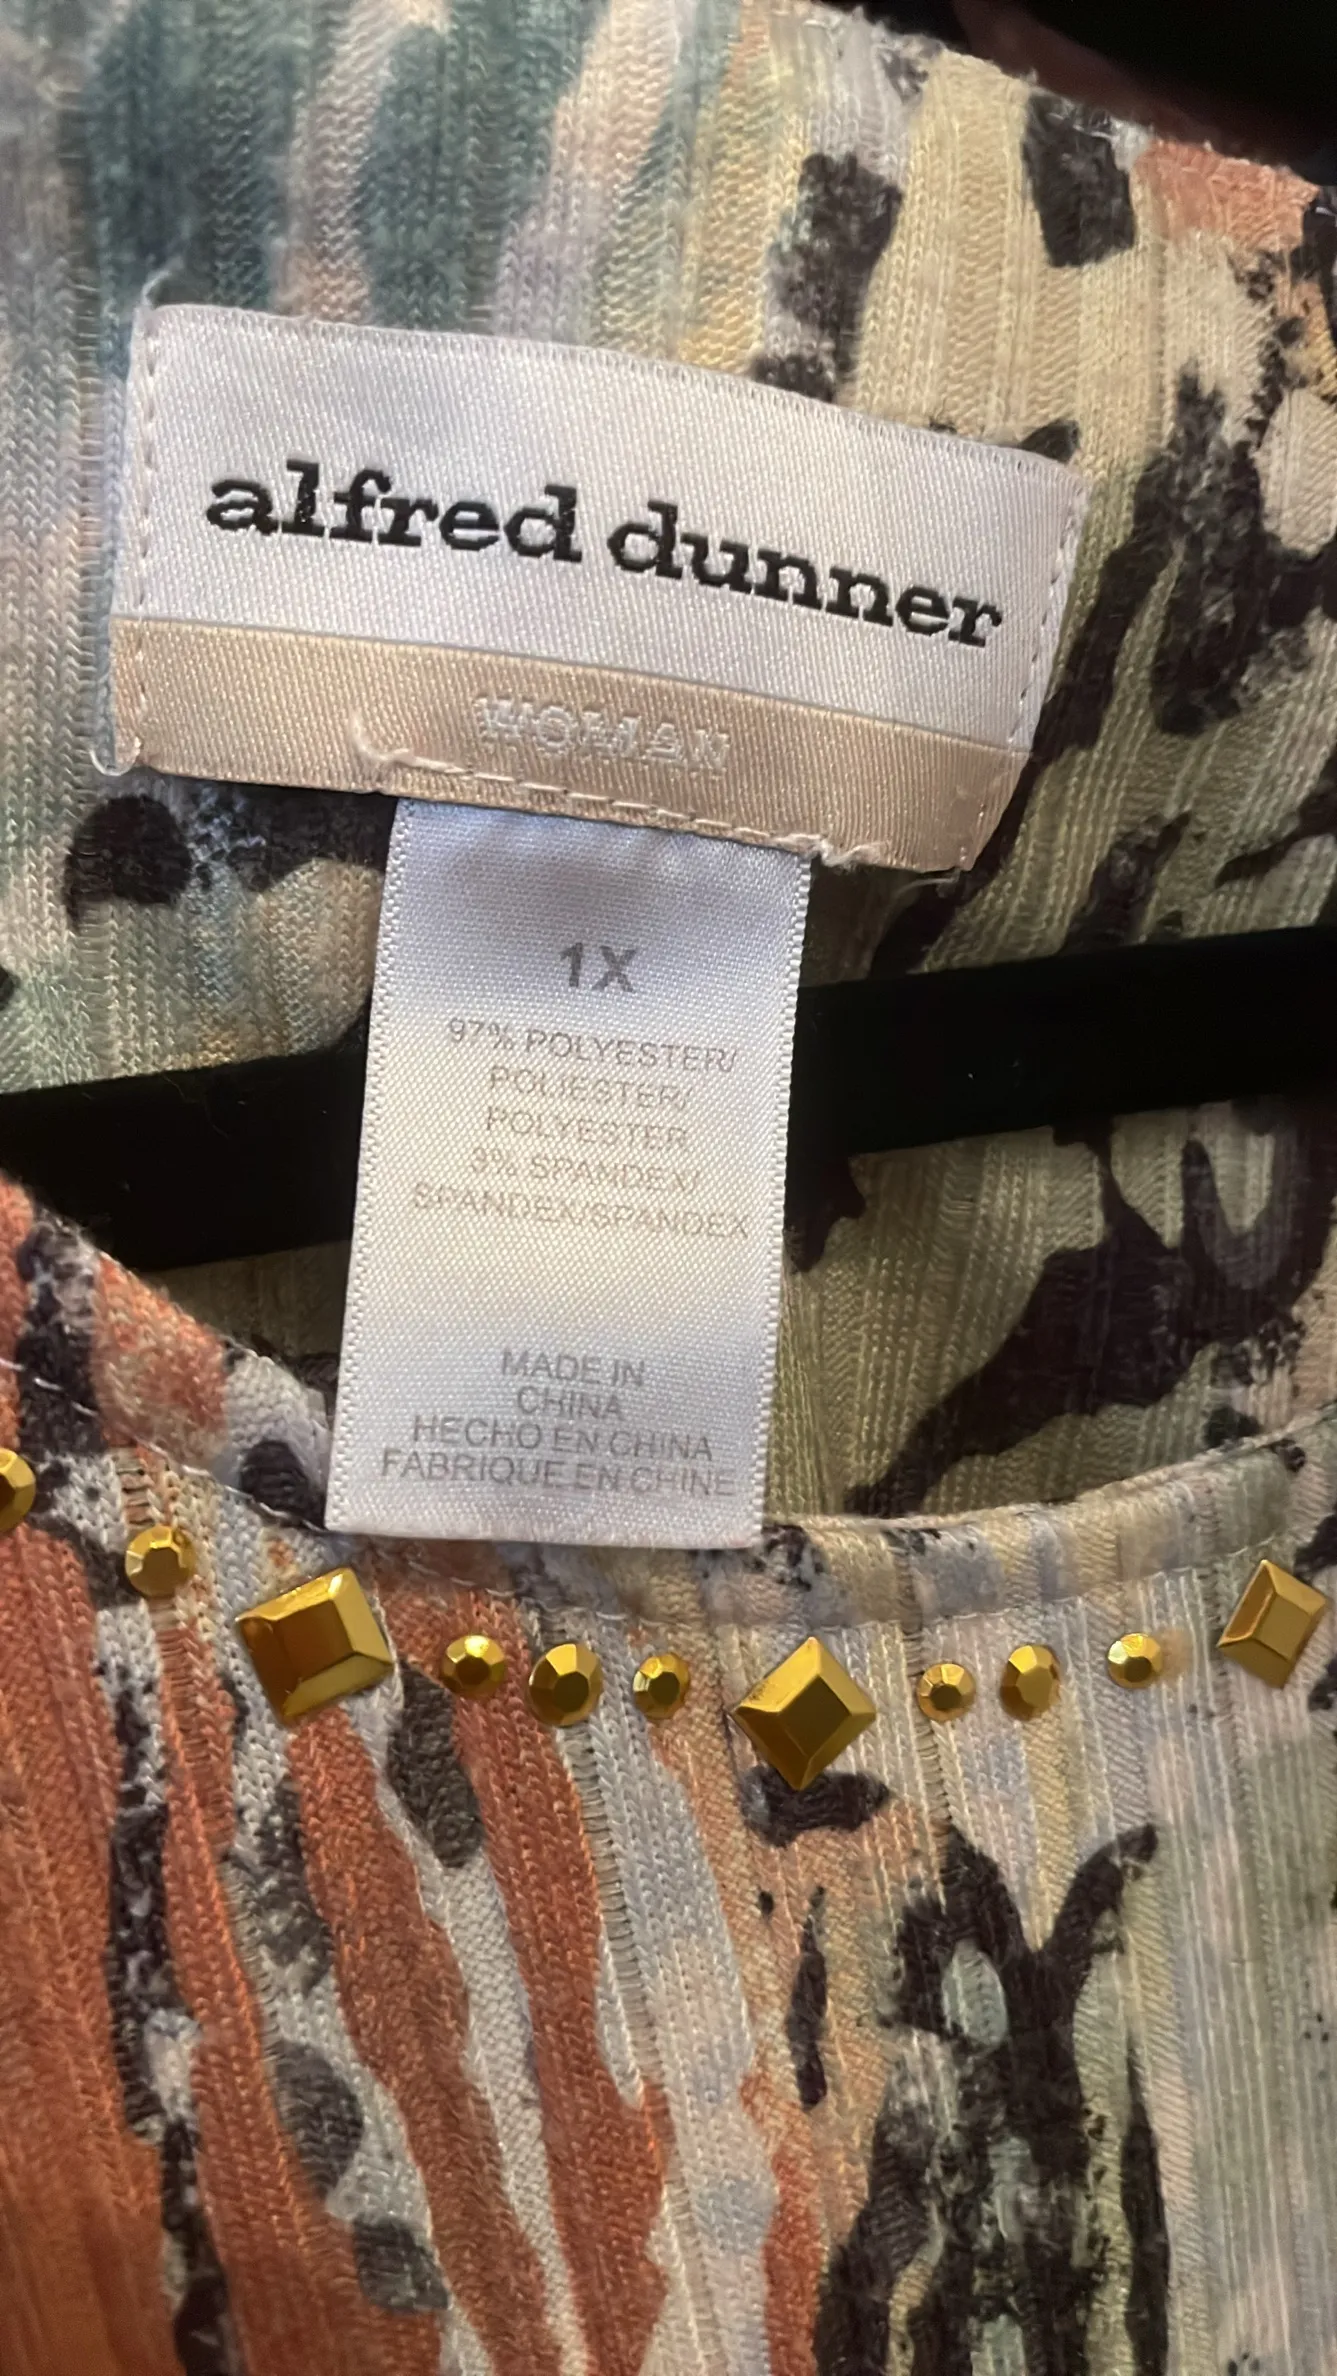 alfred dunner
WOMAN
1X
97% POLYESTER/
POLIESTER/
POLYESTER
3% SPANDEX/
SPANDEX/SPANDEX
MADE IN
CHINA
HECHO EN CHINA
FABRIQUE EN CHINE